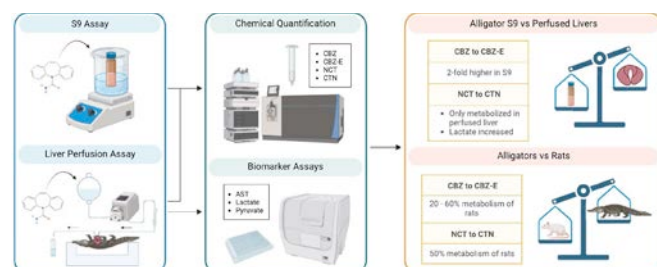 S9 Assay
Liver Perfusion Assay
Chemical Quantification
CBZ
CBZ-E
NCT
CTN
Biomarker Assays
AST
Lactate
Pyruvate
Alligator S9 vs Perfused Livers
CBZ to CBZ-E
2-fold higher in S9
NCT to CTN
Only metabolized in
perfused liver
Lactate increased
Alligators vs Rats
CBZ to CBZ-E
20 - 60% metabolism of
rats
NCT to CTN
50% metabolism of rats